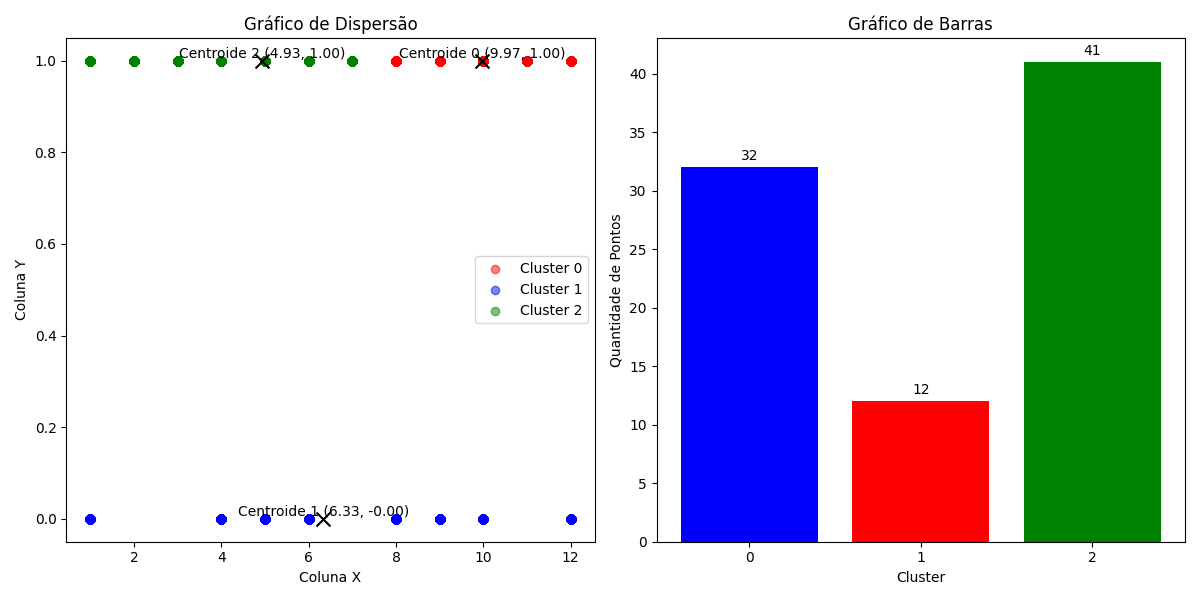 Gráfico de Dispersão
Centroide 2 (4.93, 1.00)
Centroide 0 (9.97, 1.00)
1.0
0.8
0.6
0.4
0.2
0.0
Coluna Y
Cluster 0
Cluster 1
Cluster 2
Centroide 1 (6.33, -0.00)
2
4
6
8
10
12
Coluna X
Gráfico de Barras
41
32
12
40
35
30
25
20
15
10
5
0
Quantidade de Pontos
0
1
2
Cluster